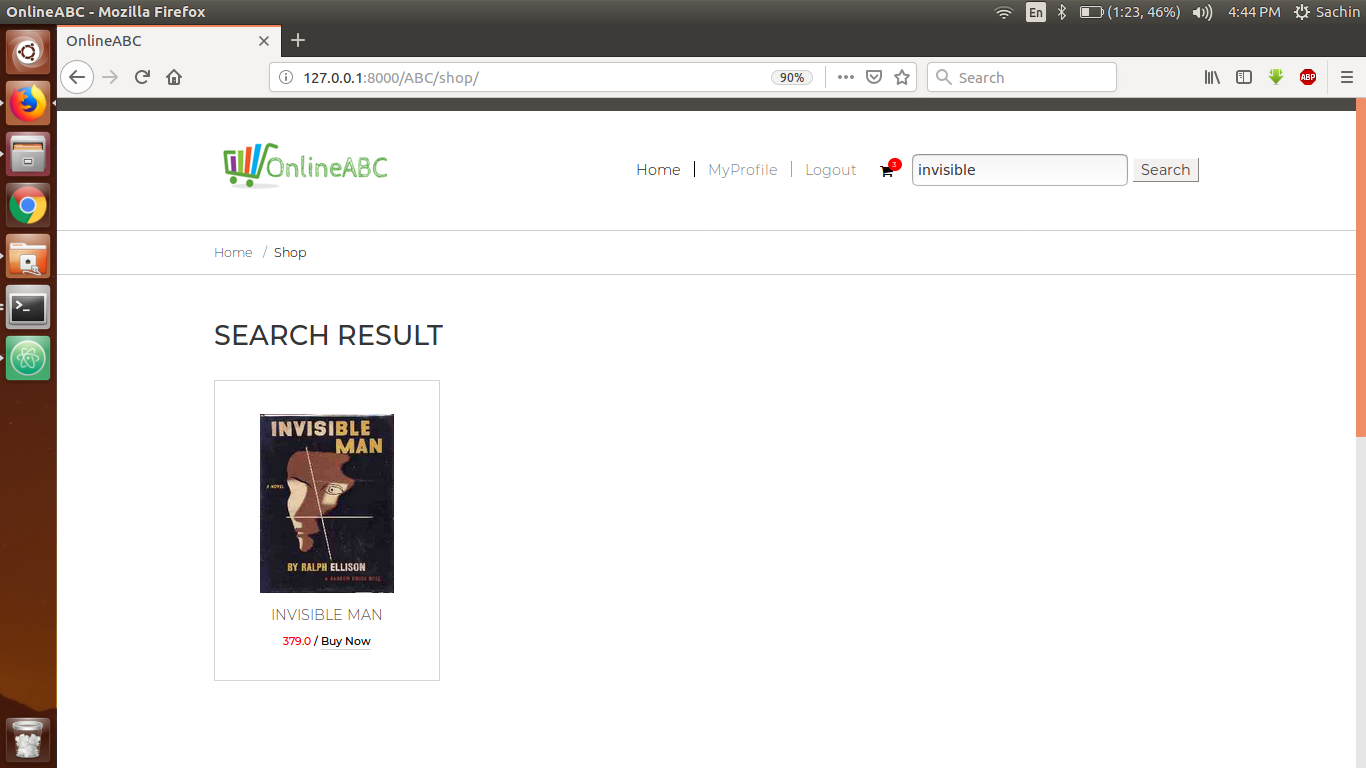 OnlineABC - Mozilla Firefox
En
(1:23, 46%)
4:44 PM
Sachin
OnlineABC
127.0.0.1:8000/ABC/shop/
90%
Search
ABP
OnlineABC
Home
MyProfile
Logout
3
invisible
Search
Home / Shop
SEARCH RESULT
INVISIBLE
MAN
A NOVEL
BY RALPH ELLISON
A RANDOM HOUSE BOOK
INVISIBLE MAN
379.0 / Buy Now